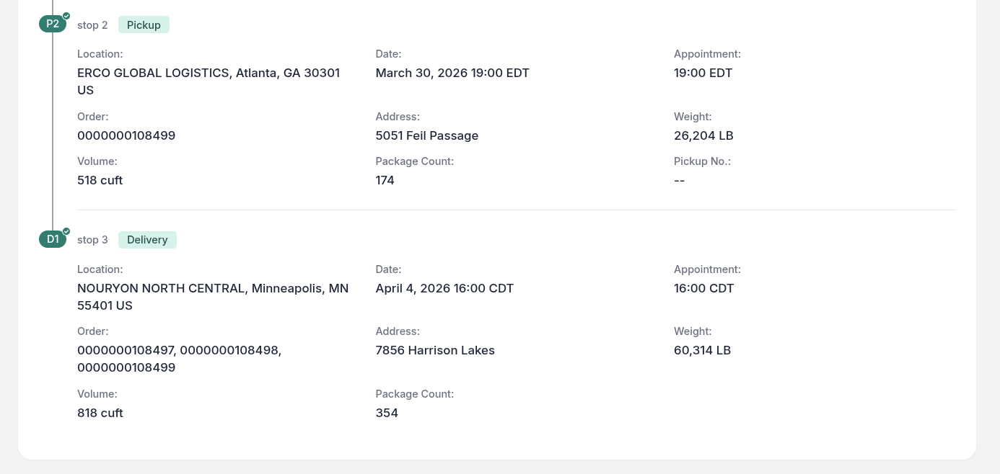 P2 stop 2 Pickup
Location: Date: Appointment:
ERCO GLOBAL LOGISTICS, Atlanta, GA 30301 March 30, 2026 19:00 EDT 19:00 EDT
US
Order: Address: Weight:
0000000108499 5051 Feil Passage 26,204 LB
Volume: Package Count: Pickup No.:
518 cuft 174 --
D1 stop 3 Delivery
Location: Date: Appointment:
NOURYON NORTH CENTRAL, Minneapolis, MN April 4, 2026 16:00 CDT 16:00 CDT
55401 US
Order: Address: Weight:
0000000108497, 0000000108498, 7856 Harrison Lakes 60,314 LB
0000000108499
Volume: Package Count:
818 cuft 354